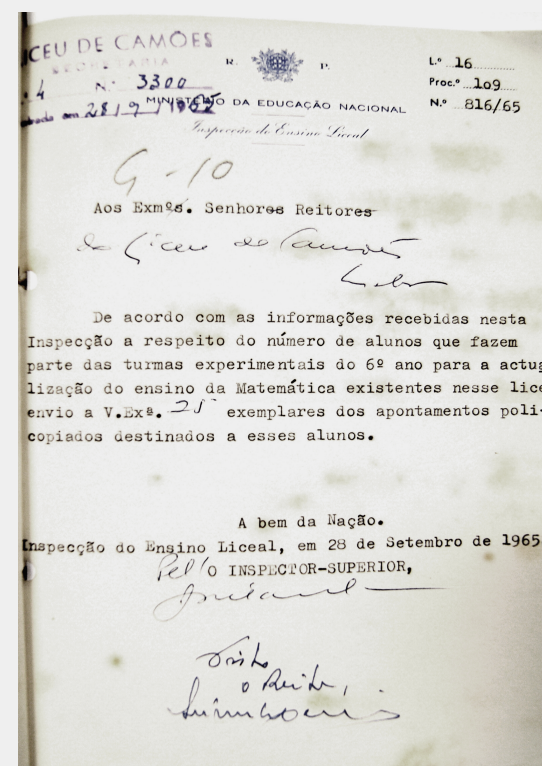 LICEU DE CAMÕES
SECRETARIA
4 N.º 3300
em 28/9/1965
R. P.
MINISTÉRIO DA EDUCAÇÃO NACIONAL
Inspecção do Ensino Liceal
L.º 16
Proc.º 109
N.º 816/65
G-10
Aos Exmºs. Senhores Reitores
do Liceu de Camões
De acordo com as informações recebidas nesta
Inspecção a respeito do número de alunos que fazem
parte das turmas experimentais do 6º ano para a actua
lização do ensino da Matemática existentes nesse lice
envio a V.Exª. 25 exemplares dos apontamentos poli-
copiados destinados a esses alunos.
A bem da Nação.
Inspecção do Ensino Liceal, em 28 de Setembro de 1965
Pel'O INSPECTOR-SUPERIOR,
Visto
o Reitor,